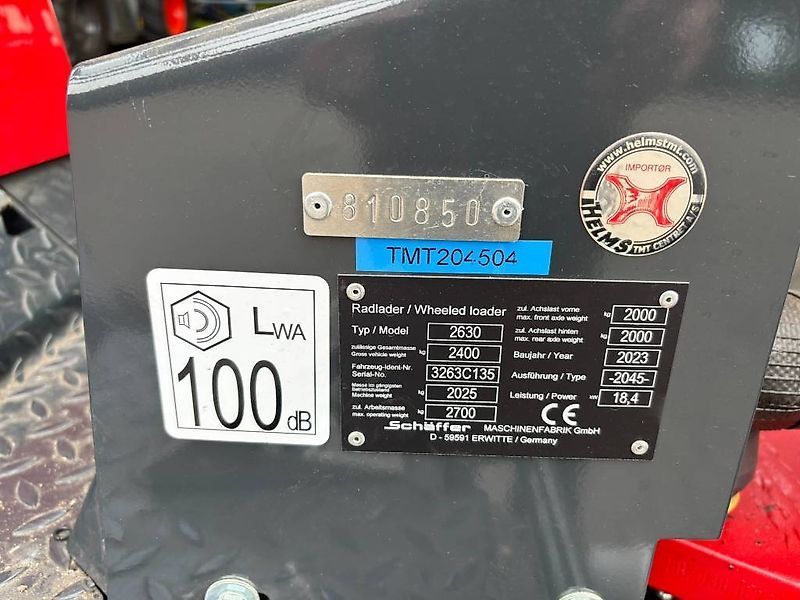 www.helmstmt.com
IMPORTØR
HELMS
TMT CENTRET A/S
810850
TMT204504
LWA
100 dB
Radlader / Wheeled loader
Typ / Model 2630
zulässige Gesamtmasse
Gross vehicle weight kg 2400
Fahrzeug-Ident-Nr.
Serial-No. 3263C135
Masse im gängigsten
Betriebszustand
Machine weight kg 2025
zul. Arbeitsmasse
max. operating weight kg 2700
zul. Achslast vorne
max. front axle weight kg 2000
zul. Achslast hinten
max. rear axle weight kg 2000
Baujahr / Year 2023
Ausführung / Type -2045-
Leistung / Power kW 18,4
CE
Schäffer MASCHINENFABRIK GmbH
D - 59591 ERWITTE / Germany